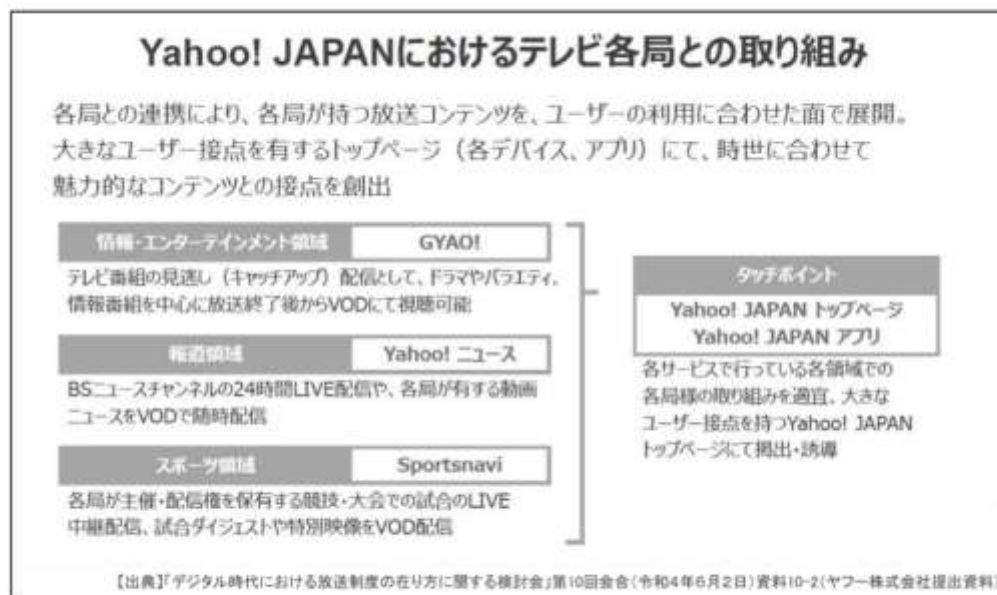 Yahoo! JAPANにおけるテレビ各局との取り組み
各局との連携により、各局が持つ放送コンテンツを、ユーザーの利用に合わせた面で展開。
大きなユーザー接点を有するトップページ（各デバイス、アプリ）にて、時世に合わせて
魅力的なコンテンツとの接点を創出
情報・エンターテインメント領域 GYAO!
テレビ番組の見逃し（キャッチアップ）配信として、ドラマやバラエティ、
情報番組を中心に放送終了後からVODにて視聴可能
報道領域 Yahoo! ニュース
BSニュースチャンネルの24時間LIVE配信や、各局が有する動画
ニュースをVODで随時配信
スポーツ領域 Sportsnavi
各局が主催・配信権を保有する競技・大会での試合のLIVE
中継配信、試合ダイジェストや特別映像をVOD配信
タッチポイント
Yahoo! JAPAN トップページ
Yahoo! JAPAN アプリ
各サービスで行っている各領域での
各局様の取り組みを適宜、大きな
ユーザー接点を持つYahoo! JAPAN
トップページにて掲出・誘導
【出典】「デジタル時代における放送制度の在り方に関する検討会」第10回会合（令和4年6月2日）資料10-2（ヤフー株式会社提出資料）